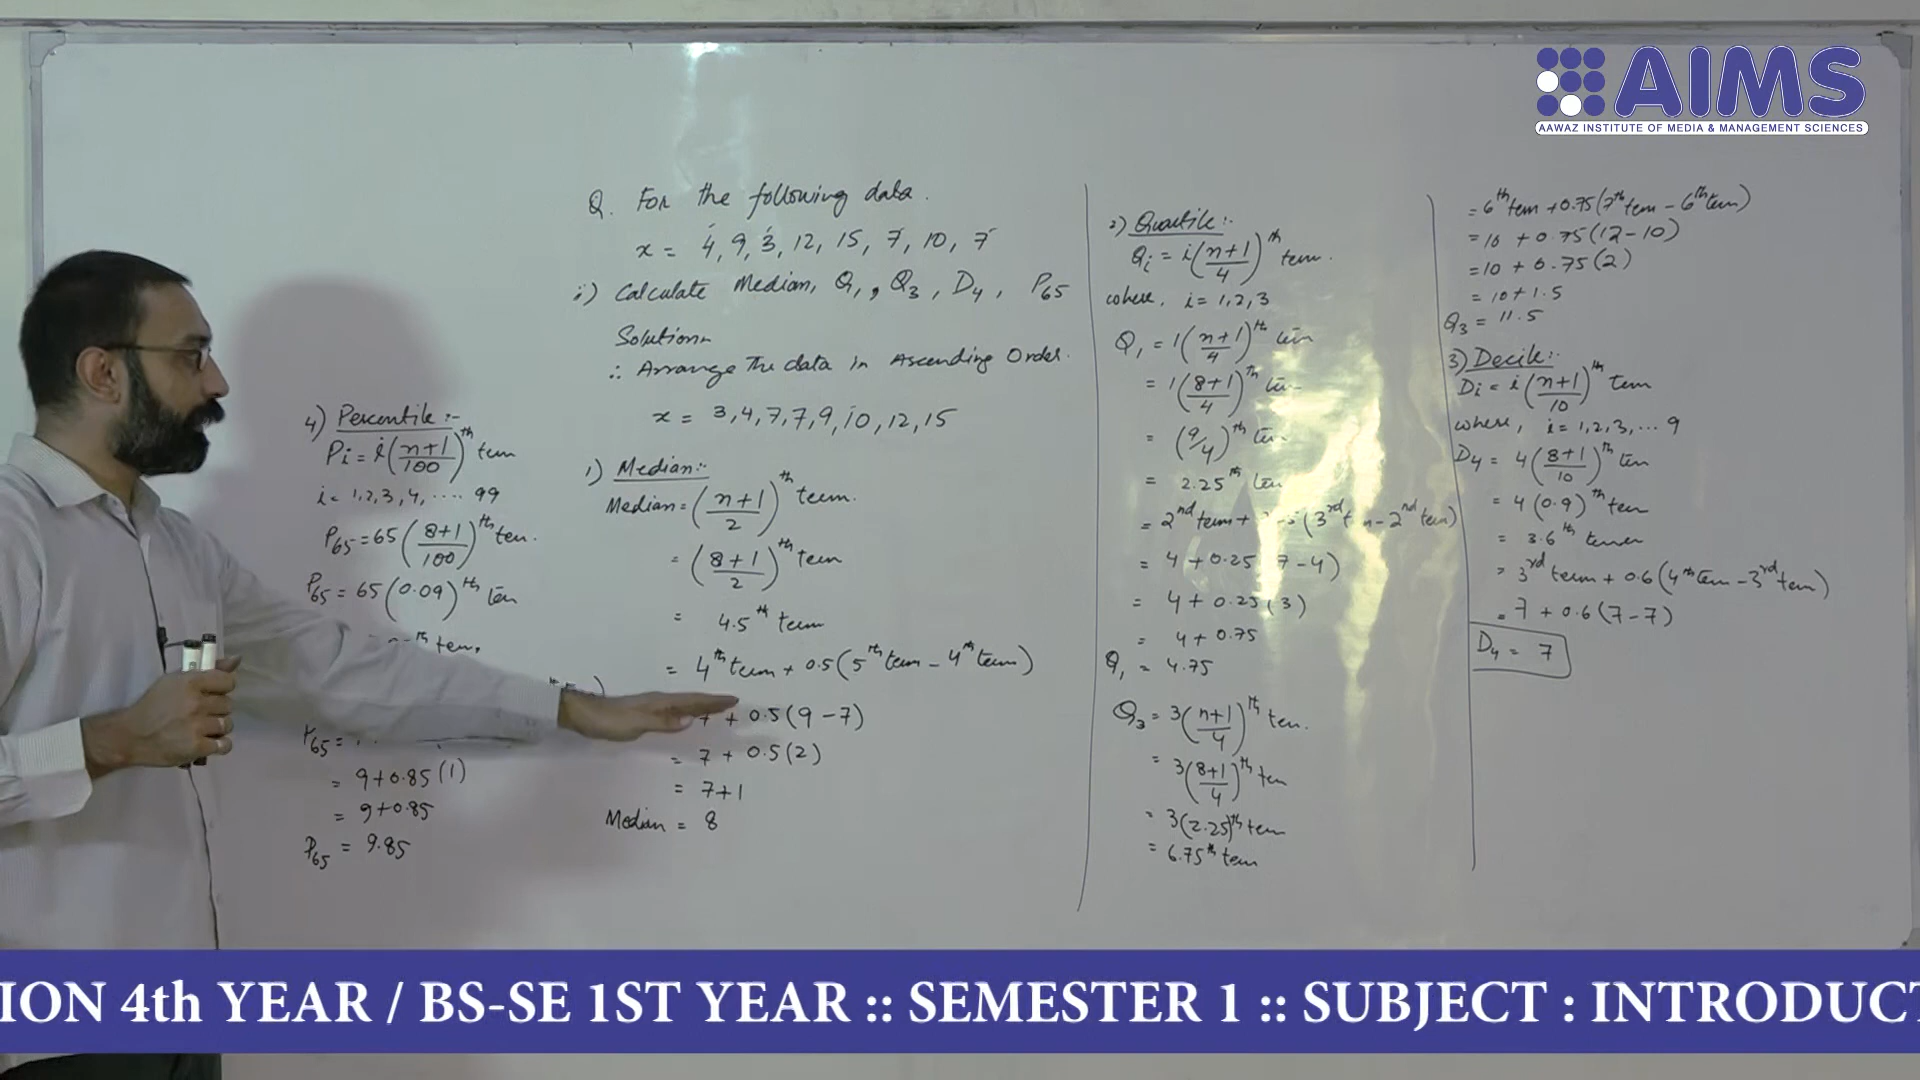 AIMS
AAWAZ INSTITUTE OF MEDIA & MANAGEMENT SCIENCES
Q. For the following data.
x = 4, 9, 3, 12, 15, 7, 10, 7
i) Calculate Median, Q1, Q3, D4, P65
Solution
∴ Arrange the data in Ascending Order.
x = 3, 4, 7, 7, 9, 10, 12, 15
1) Median:-
Median = (n+1/2)th term.
= (8+1/2)th term
= 4.5th term
= 4th term + 0.5 (5th term - 4th term)
7 + 0.5 (9-7)
= 7 + 0.5 (2)
= 7+1
Median = 8
2) Quartile:-
Qi = i(n+1/4)th term.
where, i = 1,2,3
Q1 = 1(n+1/4)th
= 1(8+1/4)th
= (9/4)th
= 2.25th
= 2nd term + (3rd - 2nd term)
= 4 + 0.25 7-4)
= 4 + 0.25 (3)
= 4 + 0.75
Q1 = 4.75
Q3 = 3(n+1/4)th
= 3(8+1/4)th
= 3(2.25)th term
= 6.75th term
= 6th term + 0.75 (7th term - 6th term)
= 10 + 0.75 (12-10)
= 10 + 0.75 (2)
= 10 + 1.5
Q3 = 11.5
3) Decile:-
Di = i(n+1/10)th term
where, i = 1,2,3,... 9
D4 = 4(8+1/10)th
= 4(0.9)th term
= 3.6th
= 3rd term + 0.6 (4th term - 3rd term)
= 7 + 0.6 (7-7)
D4 = 7
4) Percentile:-
Pi = i(n+1/100)th term
i = 1,2,3,4, ..... 99
P65 = 65 (8+1/100)th
P65 = 65 (0.09)th
P65 =
= 9+0.85 (1)
= 9+0.85
P65 = 9.85
ION 4th YEAR / BS-SE 1ST YEAR :: SEMESTER 1 :: SUBJECT : INTRODUCT